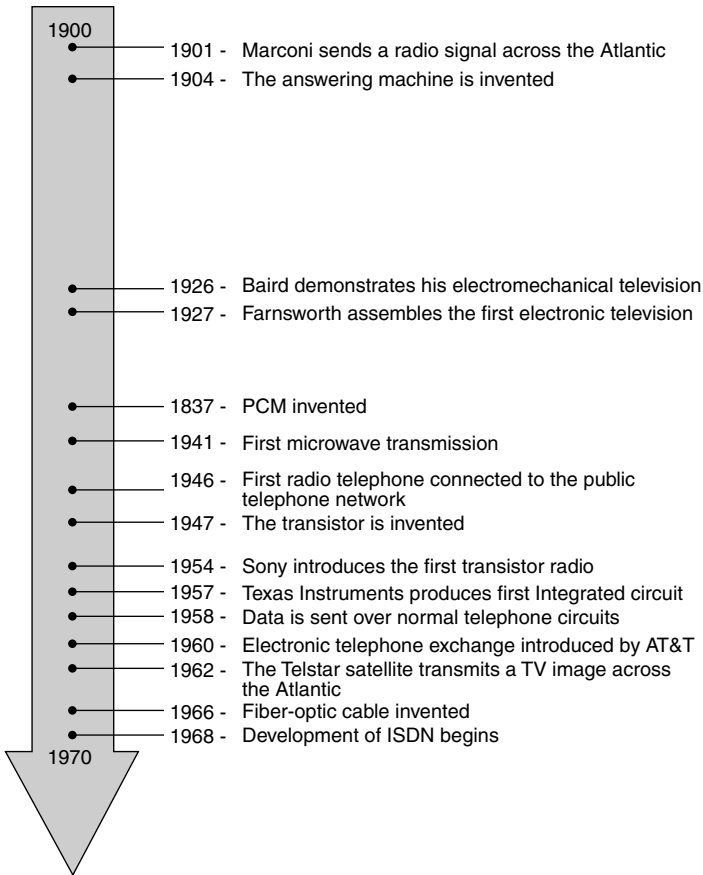 1900
1901 - Marconi sends a radio signal across the Atlantic
1904 - The answering machine is invented
1926 - Baird demonstrates his electromechanical television
1927 - Farnsworth assembles the first electronic television
1837 - PCM invented
1941 - First microwave transmission
1946 - First radio telephone connected to the public
telephone network
1947 - The transistor is invented
1954 - Sony introduces the first transistor radio
1957 - Texas Instruments produces first Integrated circuit
1958 - Data is sent over normal telephone circuits
1960 - Electronic telephone exchange introduced by AT&T
1962 - The Telstar satellite transmits a TV image across
the Atlantic
1966 - Fiber-optic cable invented
1968 - Development of ISDN begins
1970